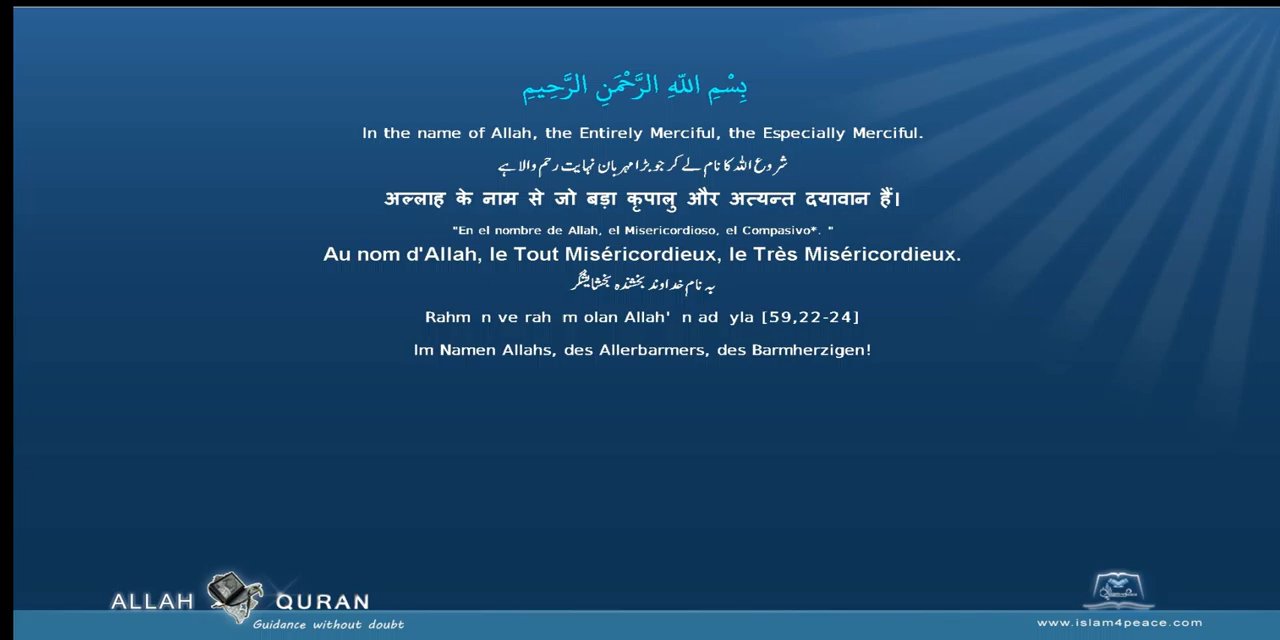 بِسْمِ اللَّهِ الرَّحْمَنِ الرَّحِيمِ
In the name of Allah, the Entirely Merciful, the Especially Merciful.
شروع الله کا نام لے کر جو بڑا مہربان نہایت رحم والا ہے
अल्लाह के नाम से जो बड़ा कृपालु और अत्यन्त दयावान हैं।
"En el nombre de Allah, el Misericordioso, el Compasivo*. "
Au nom d'Allah, le Tout Miséricordieux, le Très Miséricordieux.
به نام خداوند بخشنده بخشایشگر
Rahm n ve rah m olan Allah' n ad yla [59,22-24]
Im Namen Allahs, des Allerbarmers, des Barmherzigen!
ALLAH QURAN
Guidance without doubt
www.islam4peace.com